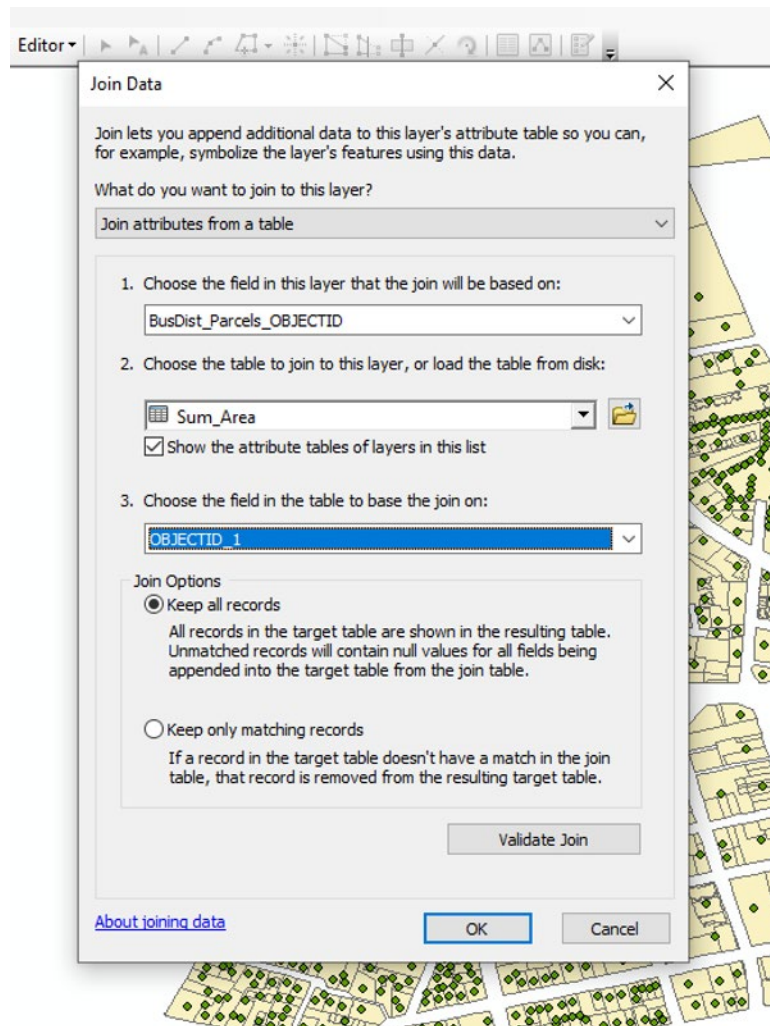 Editor
Join Data
Join lets you append additional data to this layer's attribute table so you can,
for example, symbolize the layer's features using this data.
What do you want to join to this layer?
Join attributes from a table
1. Choose the field in this layer that the join will be based on:
BusDist_Parcels_OBJECTID
2. Choose the table to join to this layer, or load the table from disk:
Sum_Area
Show the attribute tables of layers in this list
3. Choose the field in the table to base the join on:
OBJECTID_1
Join Options
Keep all records
All records in the target table are shown in the resulting table.
Unmatched records will contain null values for all fields being
appended into the target table from the join table.
Keep only matching records
If a record in the target table doesn't have a match in the join
table, that record is removed from the resulting target table.
Validate Join
About joining data
OK
Cancel